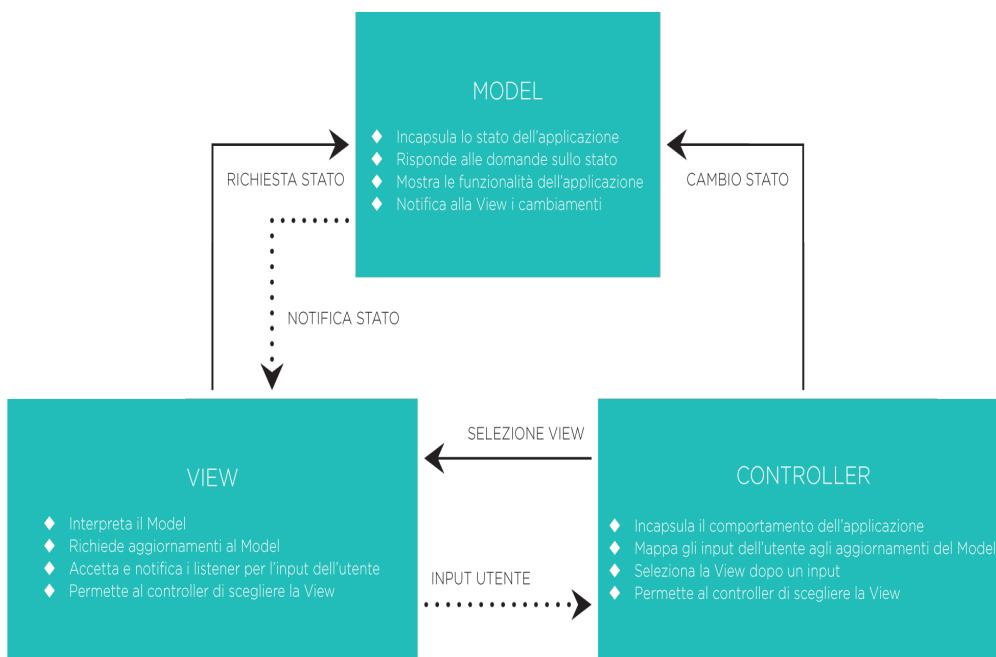 MODEL
Incapsula lo stato dell'applicazione
Risponde alle domande sullo stato
Mostra le funzionalità dell'applicazione
Notifica alla View i cambiamenti
RICHIESTA STATO
CAMBIO STATO
NOTIFICA STATO
SELEZIONE VIEW
VIEW
Interpreta il Model
Richiede aggiornamenti al Model
Accetta e notifica i listener per l'input dell'utente
Permette al controller di scegliere la View
INPUT UTENTE
CONTROLLER
Incapsula il comportamento dell'applicazione
Mappa gli input dell'utente agli aggiornamenti del Model
Seleziona la View dopo un input
Permette al controller di scegliere la View